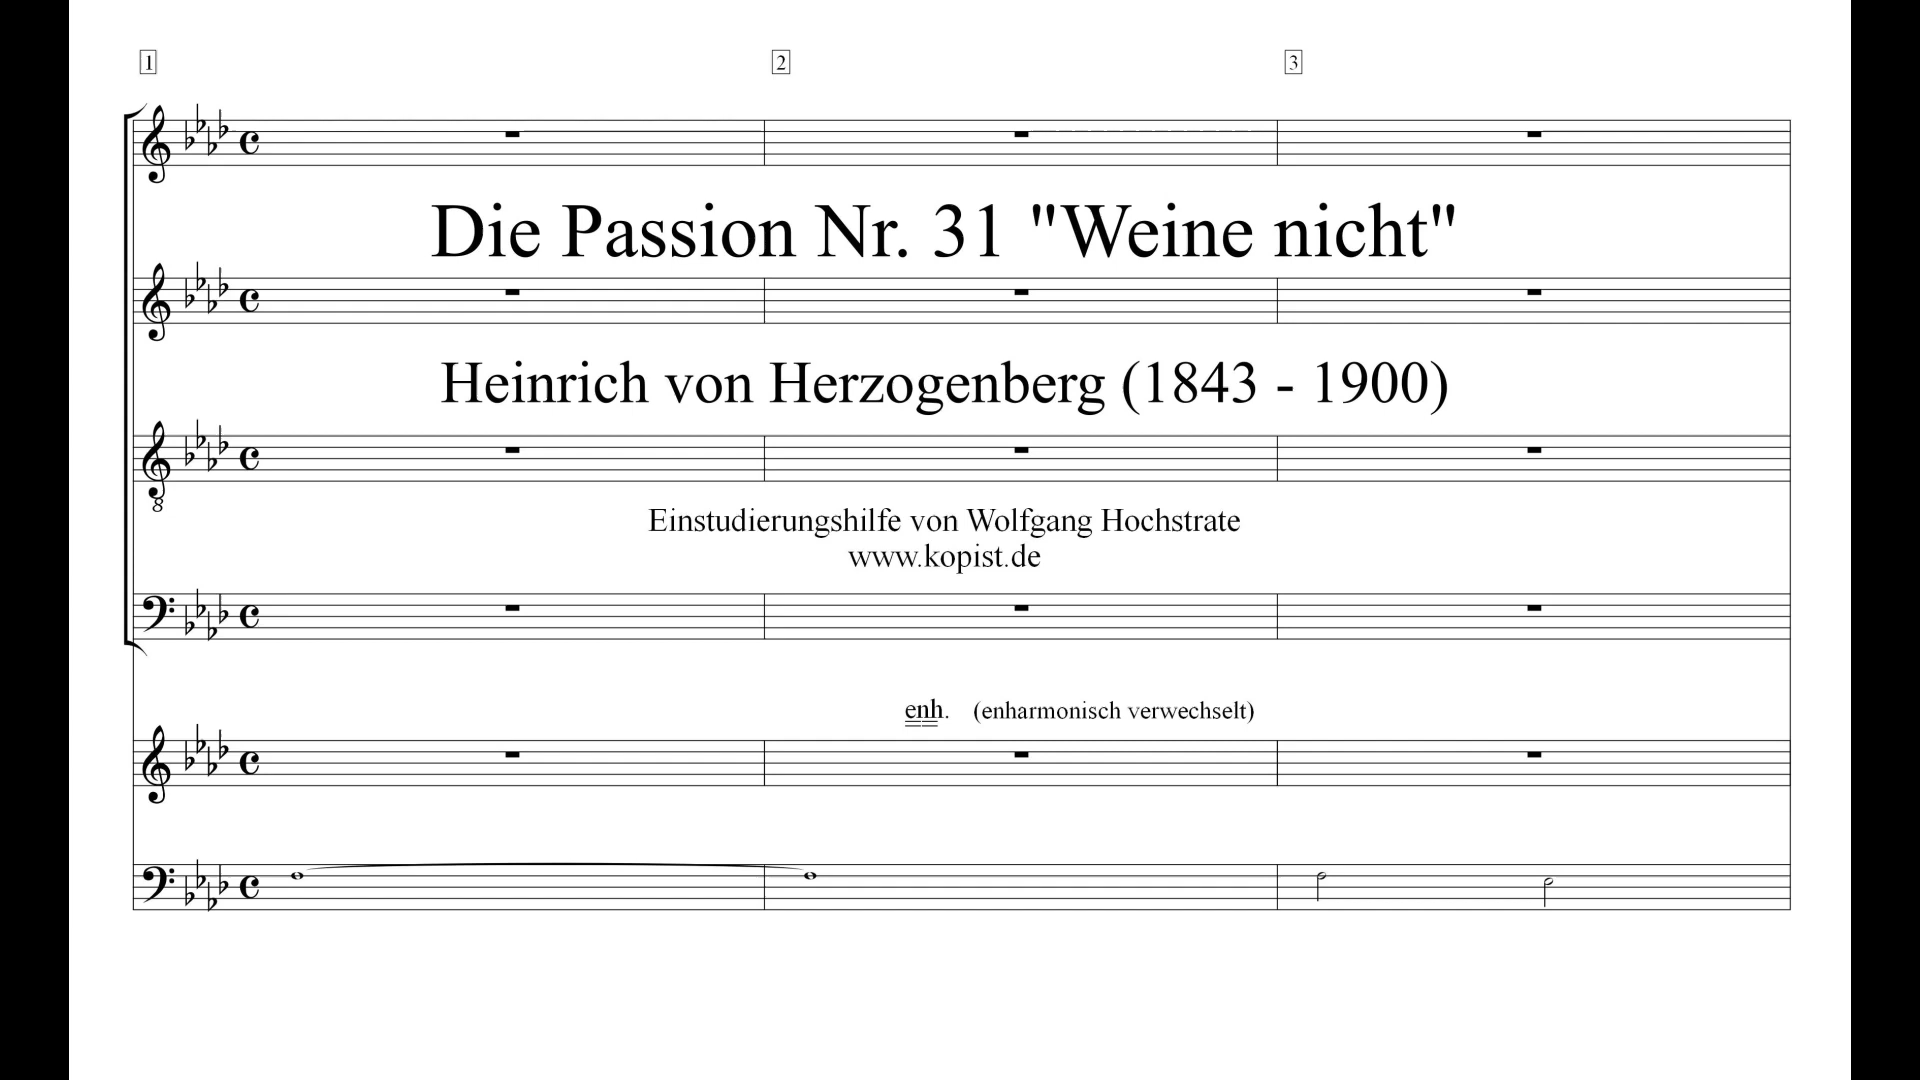 1 2 3
Die Passion Nr. 31 "Weine nicht"
Heinrich von Herzogenberg (1843 - 1900)
8
Einstudierungshilfe von Wolfgang Hochstrate
www.kopist.de
enh. (enharmonisch verwechselt)